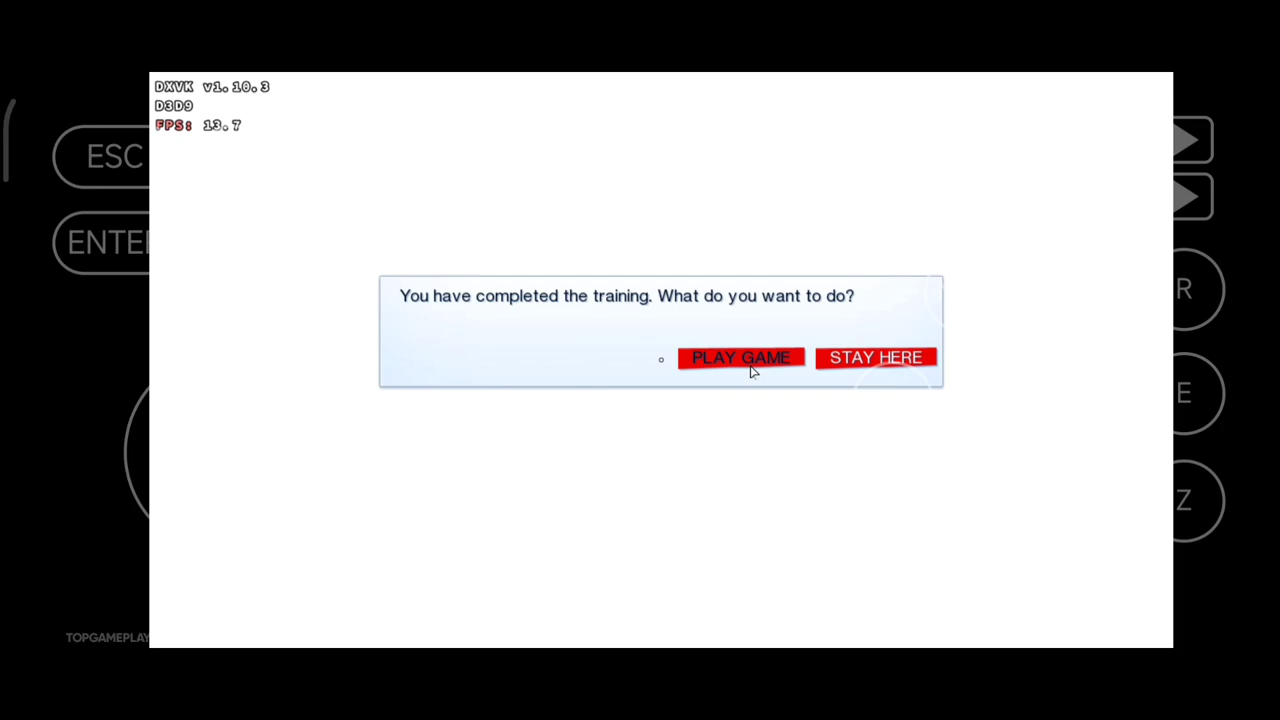 DXVK v1.10.3
D3D9
FPS: 13.7
ESC
ENTE
You have completed the training. What do you want to do?
PLAY GAME
STAY HERE
R
E
Z
TOPGAMEPLAY